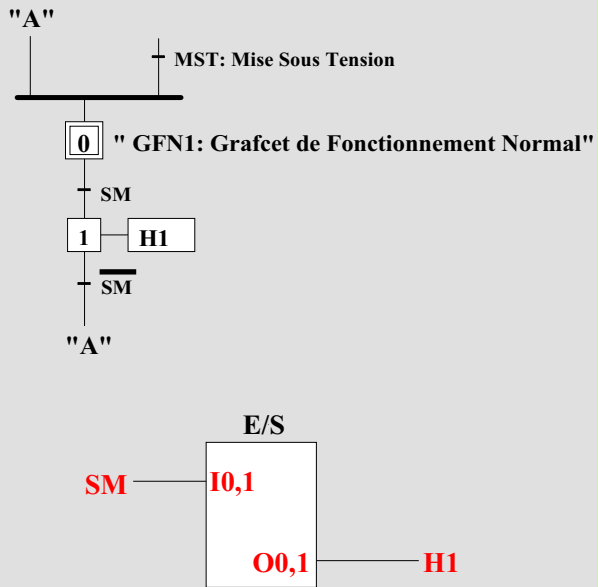 "A"
MST: Mise Sous Tension
0 " GFN1: Grafcet de Fonctionnement Normal"
SM
1 H1
S̅M̅
"A"
E/S
SM I0,1
O0,1 H1